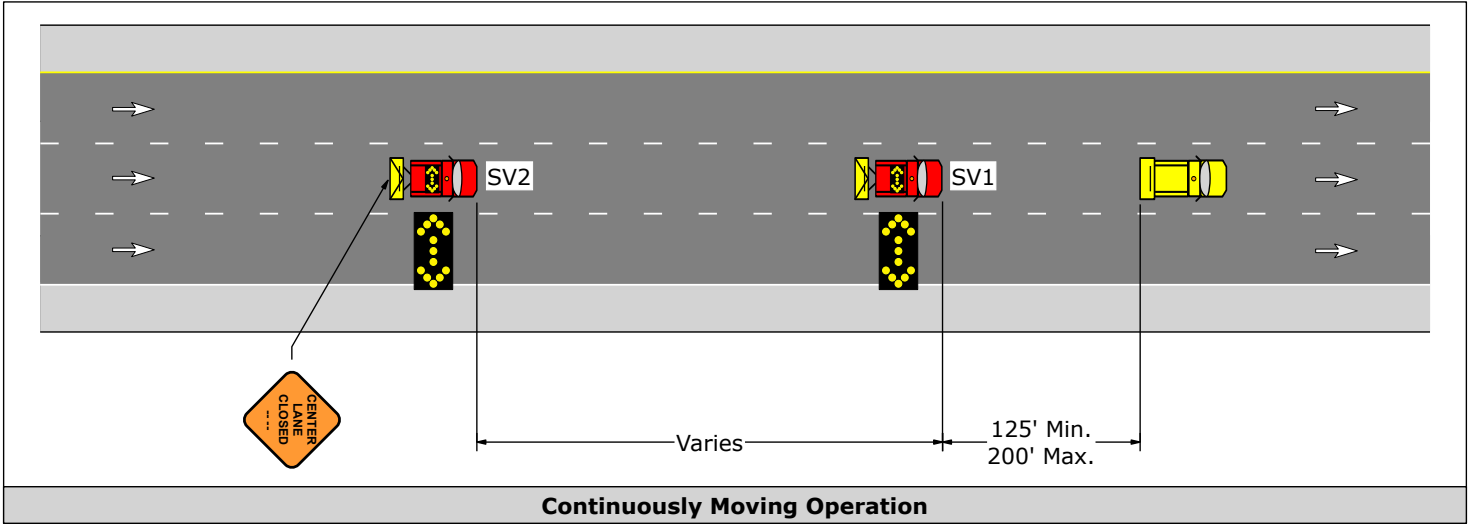 SV2
SV1
CENTER
LANE
CLOSED
----
Varies
125' Min.
200' Max.
Continuously Moving Operation